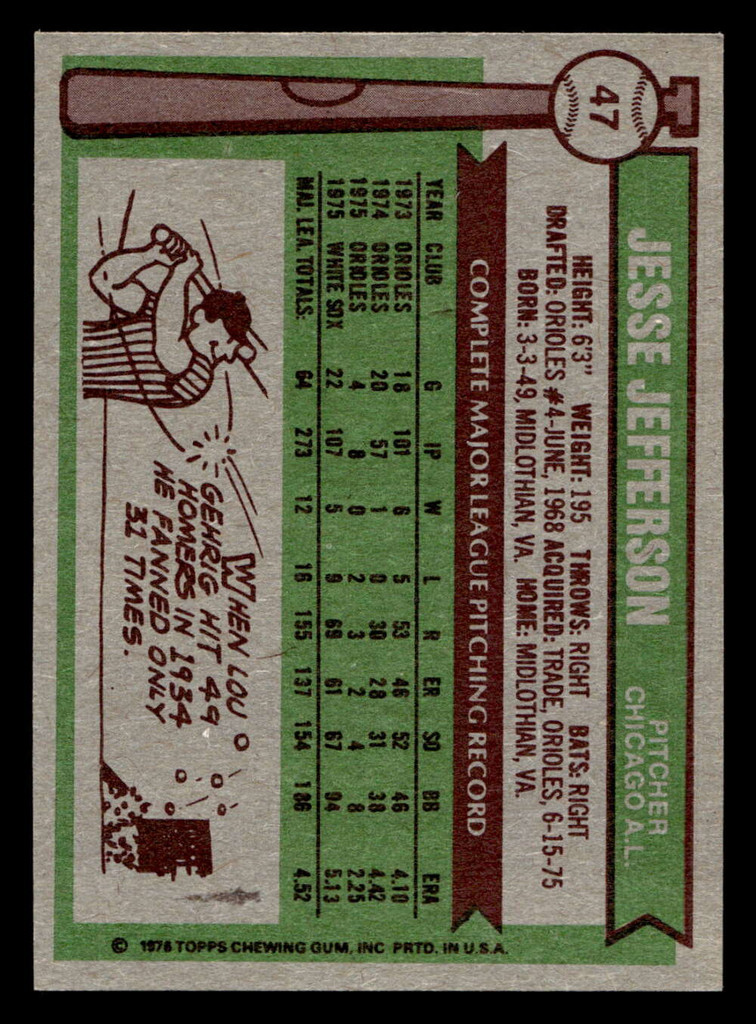 47
JESSE JEFFERSON
PITCHER
CHICAGO A.L.
HEIGHT: 6'3" WEIGHT: 195 THROWS: RIGHT BATS: RIGHT
DRAFTED: ORIOLES #4-JUNE, 1968 ACQUIRED: TRADE, ORIOLES, 6-15-75
BORN: 3-3-49, MIDLOTHIAN, VA. HOME: MIDLOTHIAN, VA.
COMPLETE MAJOR LEAGUE PITCHING RECORD
YEAR CLUB G IP W L R ER SO BB ERA
1973 ORIOLES 18 101 6 5 53 46 52 46 4.10
1974 ORIOLES 20 57 1 0 30 28 31 38 4.42
1975 ORIOLES 4 8 0 2 3 2 4 8 2.25
1975 WHITE SOX 22 107 5 9 69 61 67 94 5.13
MAJ. LEA. TOTALS: 64 273 12 16 155 137 154 186 4.52
WHEN LOU
GEHRIG HIT 49
HOMERS IN 1934
HE FANNED ONLY
31 TIMES.
© 1976 TOPPS CHEWING GUM, INC PRTD. IN U.S.A.